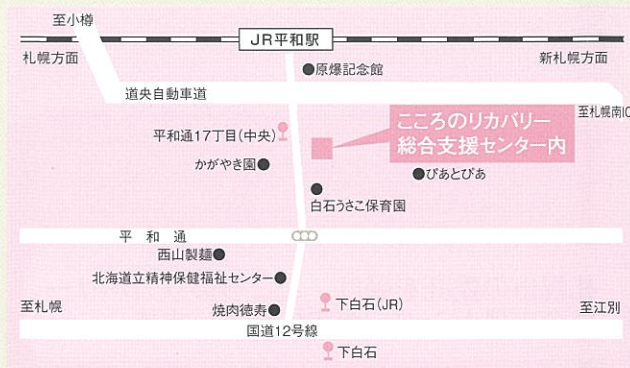 至小樽
JR平和駅
札幌方面
新札幌方面
●原爆記念館
道央自動車道
至札幌南IC
こころのリカバリー
総合支援センター内
平和通17丁目(中央)
かがやき園●
●ぴあとぴあ
白石うさこ保育園
平和通
西山製麺●
北海道立精神保健福祉センター●
至札幌
焼肉徳寿●
下白石(JR)
至江別
国道12号線
下白石